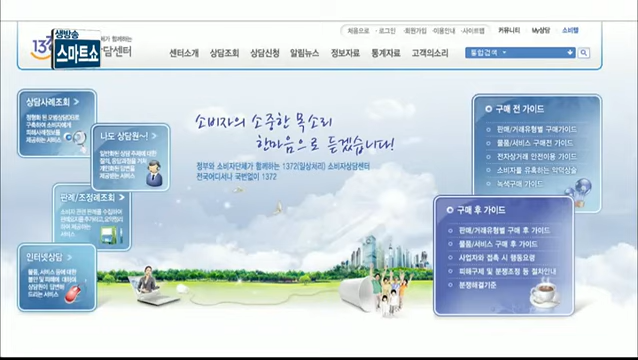 생방송
스마트쇼
처음으로 · 로그인 · 회원가입 · 이용안내 · 사이트맵
커뮤니티 My상담 소비텔
상담센터
센터소개 상담조회 상담신청 알림뉴스 정보자료 통계자료 고객의소리
통합검색
상담사례조회
나도 상담원~!
판례/조정례조회
인터넷상담
소비자의 소중한 목소리
한마음으로 듣겠습니다!
정부와 소비자단체가 함께하는 1372(일상처리) 소비자상담센터
전국어디서나 국번없이 1372
구매 전 가이드
판매/거래유형별 구매가이드
물품/서비스 구매전 가이드
전자상거래 안전이용 가이드
소비자를 유혹하는 악덕상술
녹색구매 가이드
구매 후 가이드
판매/거래유형별 구매 후 가이드
물품/서비스 구매 후 가이드
사업자와 접촉 시 행동요령
피해구제 및 분쟁조정 등 절차안내
분쟁해결기준